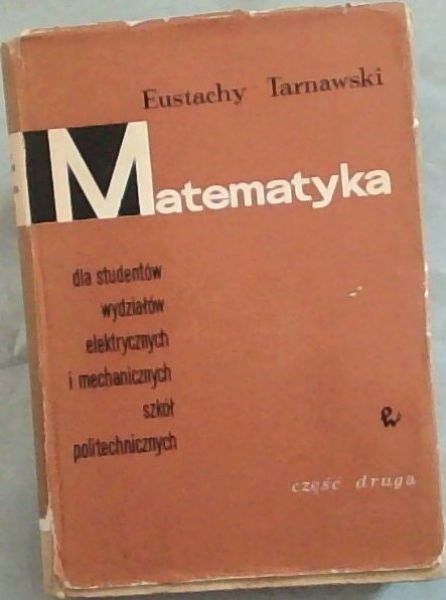 Eustachy Tarnawski
Matematyka
dla studentów
wydziałów
elektrycznych
i mechanicznych
szkół
politechnicznych
część druga